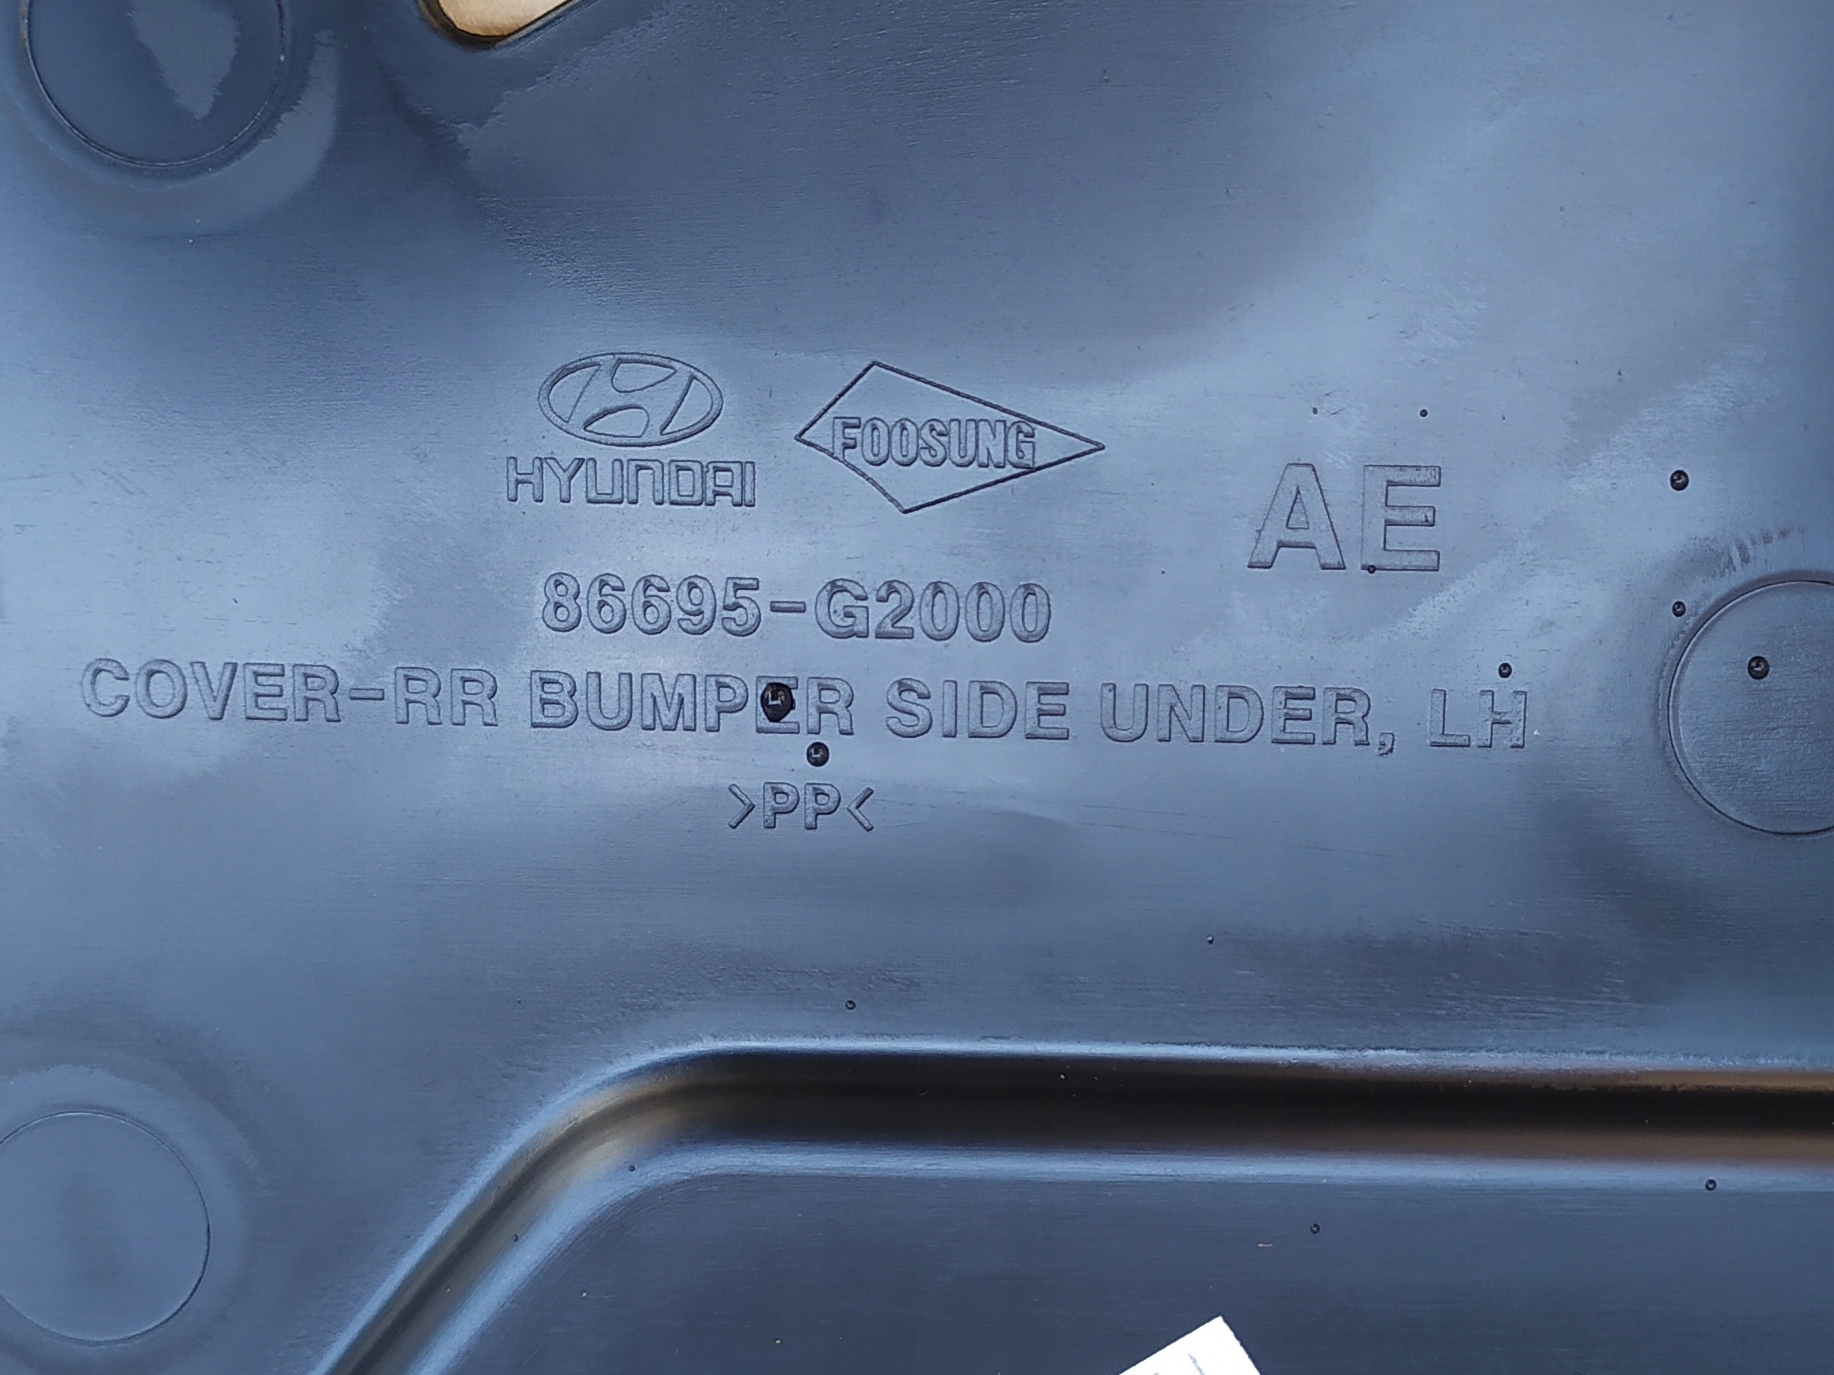 HYUNDAI
FOOSUNG
AE
86695-G2000
COVER-RR BUMPER SIDE UNDER, LH
>PP<